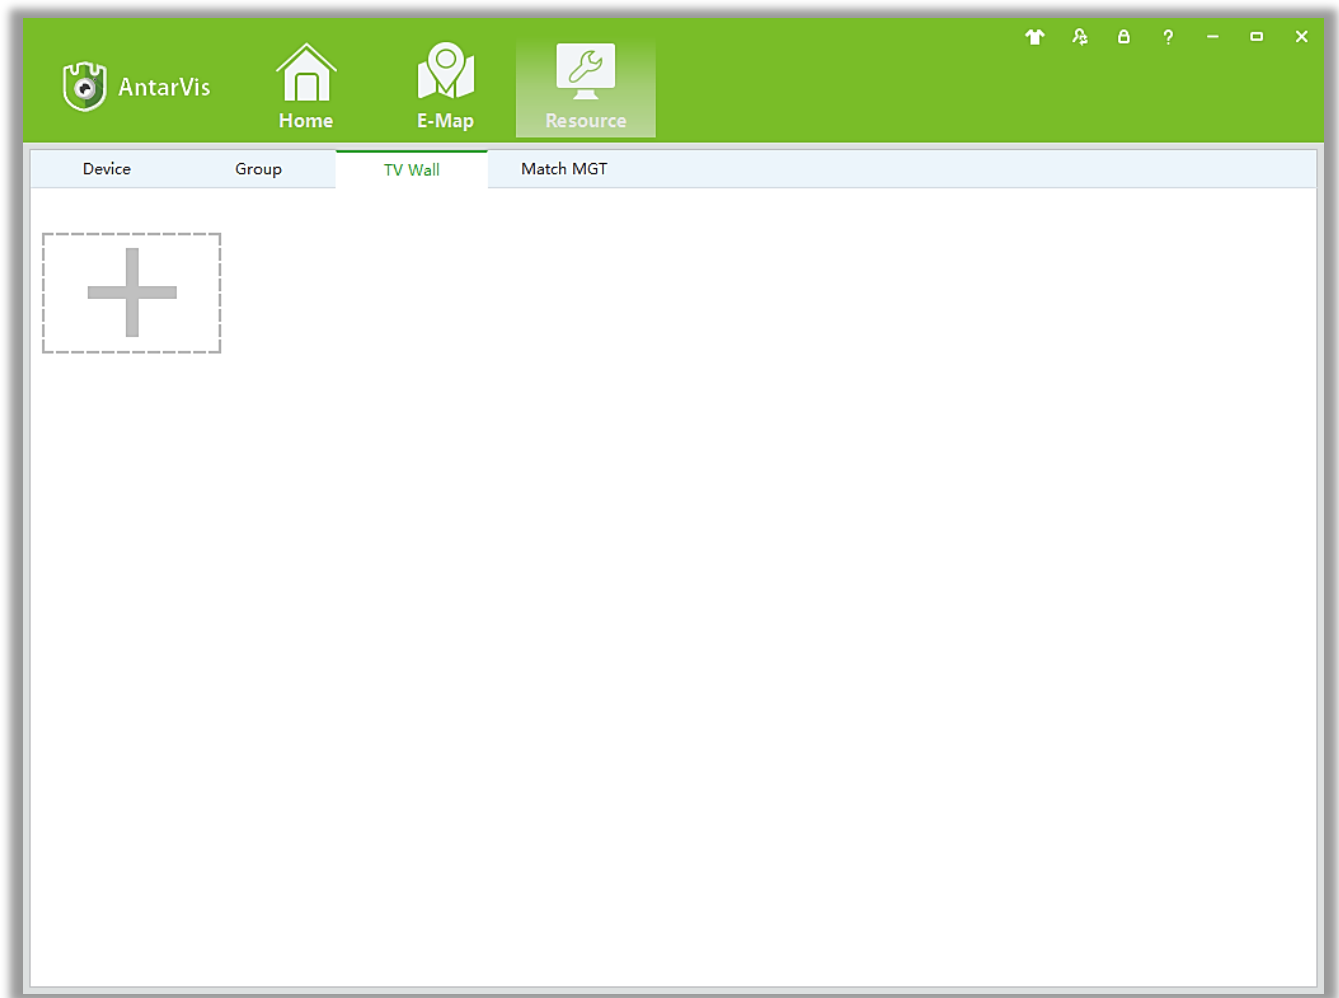 AntarVis
Home
E-Map
Resource
?
Device
Group
TV Wall
Match MGT